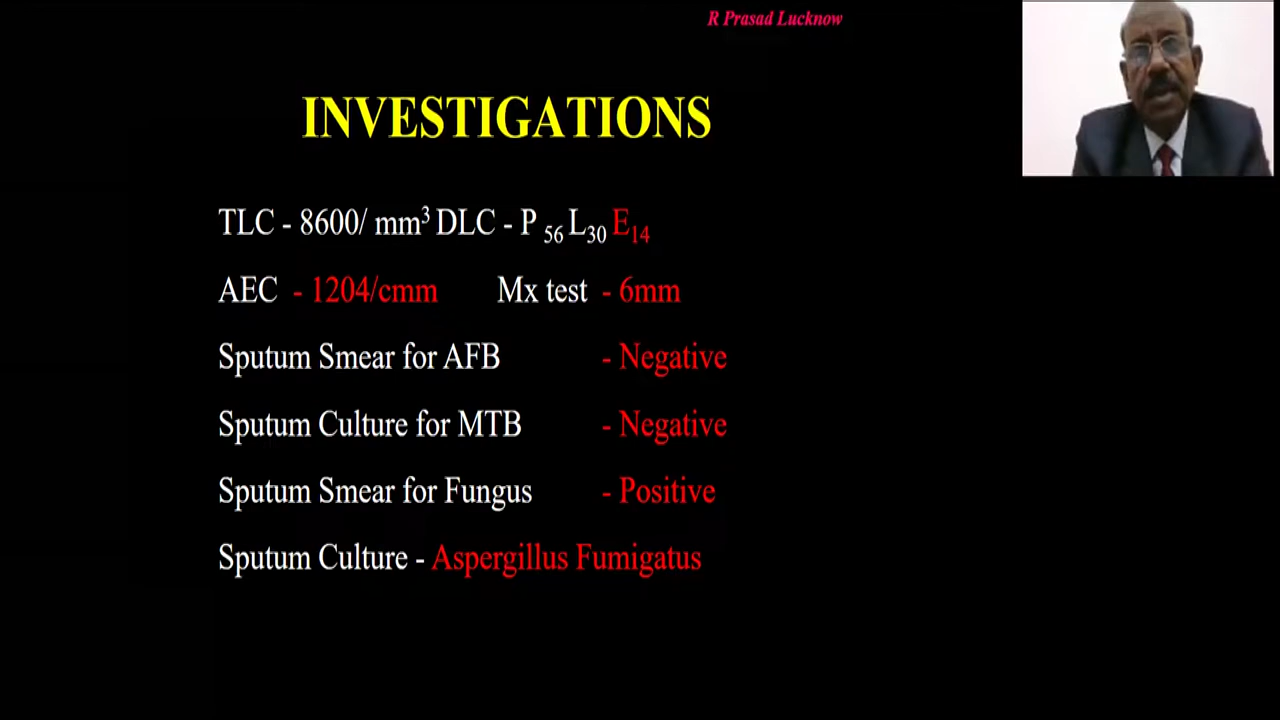 R Prasad Lucknow
INVESTIGATIONS
TLC - 8600/ mm³ DLC - P 56 L30 E14
AEC - 1204/cmm Mx test - 6mm
Sputum Smear for AFB - Negative
Sputum Culture for MTB - Negative
Sputum Smear for Fungus - Positive
Sputum Culture - Aspergillus Fumigatus